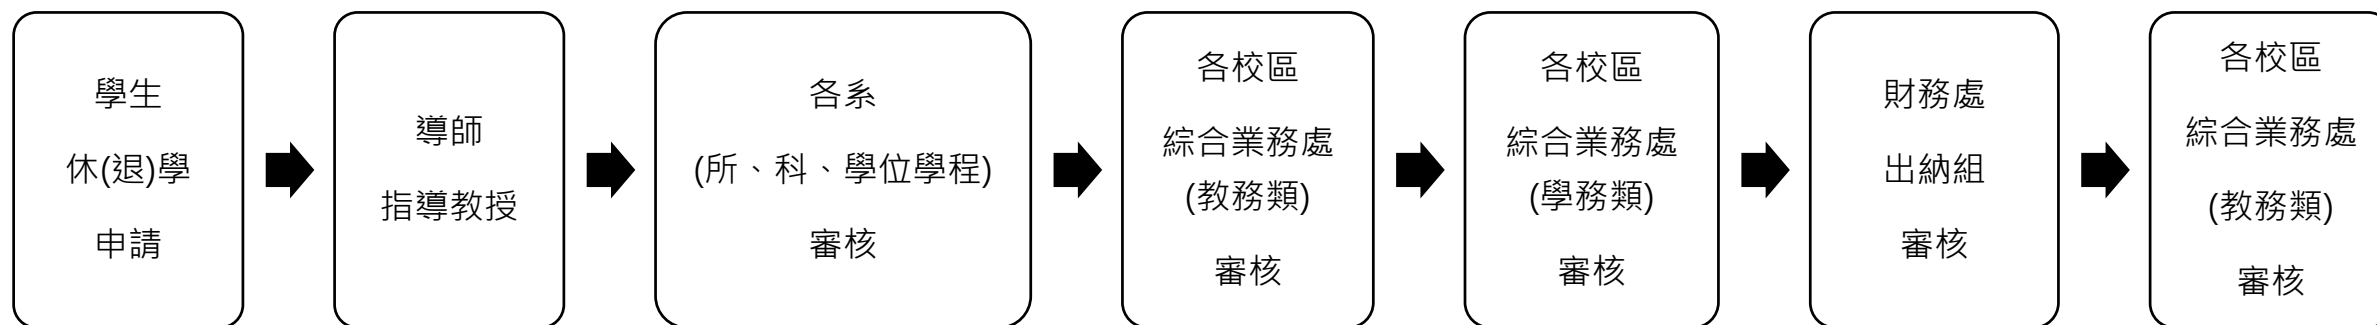 學生
休(退)學
申請
導師
指導教授
各系
(所、科、學位學程)
審核
各校區
綜合業務處
(教務類)
審核
各校區
綜合業務處
(學務類)
審核
財務處
出納組
審核
各校區
綜合業務處
(教務類)
審核